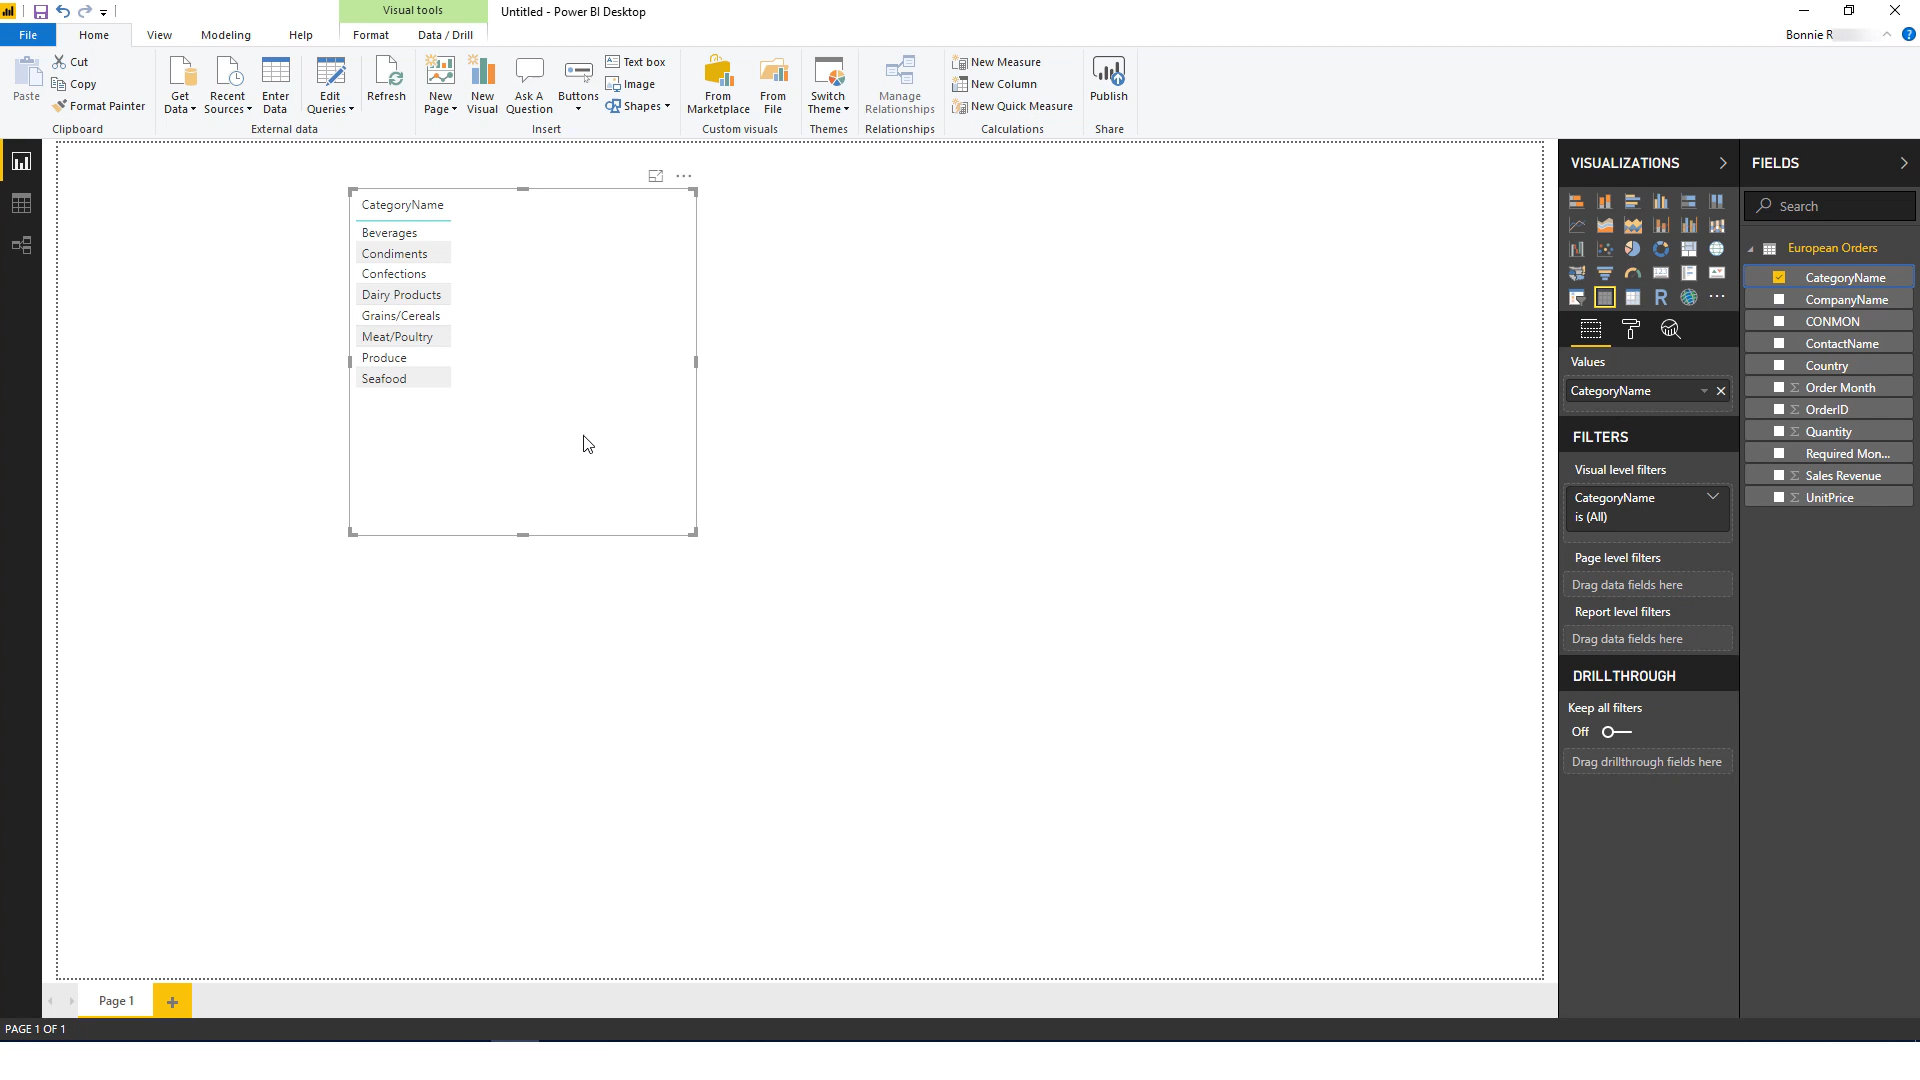 Visual tools
Untitled - Power BI Desktop
File Home View Modeling Help Format Data / Drill
Bonnie R
Paste
Cut
Copy
Format Painter
Clipboard
Get Data
Recent Sources
Enter Data
Edit Queries
Refresh
External data
New Page
New Visual
Ask A Question
Buttons
Text box
Image
Shapes
Insert
From Marketplace
From File
Custom visuals
Switch Theme
Themes
Manage Relationships
Relationships
New Measure
New Column
New Quick Measure
Calculations
Publish
Share
CategoryName
Beverages
Condiments
Confections
Dairy Products
Grains/Cereals
Meat/Poultry
Produce
Seafood
VISUALIZATIONS
R
Values
CategoryName
FILTERS
Visual level filters
CategoryName
is (All)
Page level filters
Drag data fields here
Report level filters
Drag data fields here
DRILLTHROUGH
Keep all filters
Off
Drag drillthrough fields here
FIELDS
Search
European Orders
CategoryName
CompanyName
CONMON
ContactName
Country
Σ Order Month
Σ OrderID
Σ Quantity
Required Mon...
Σ Sales Revenue
Σ UnitPrice
Page 1
PAGE 1 OF 1